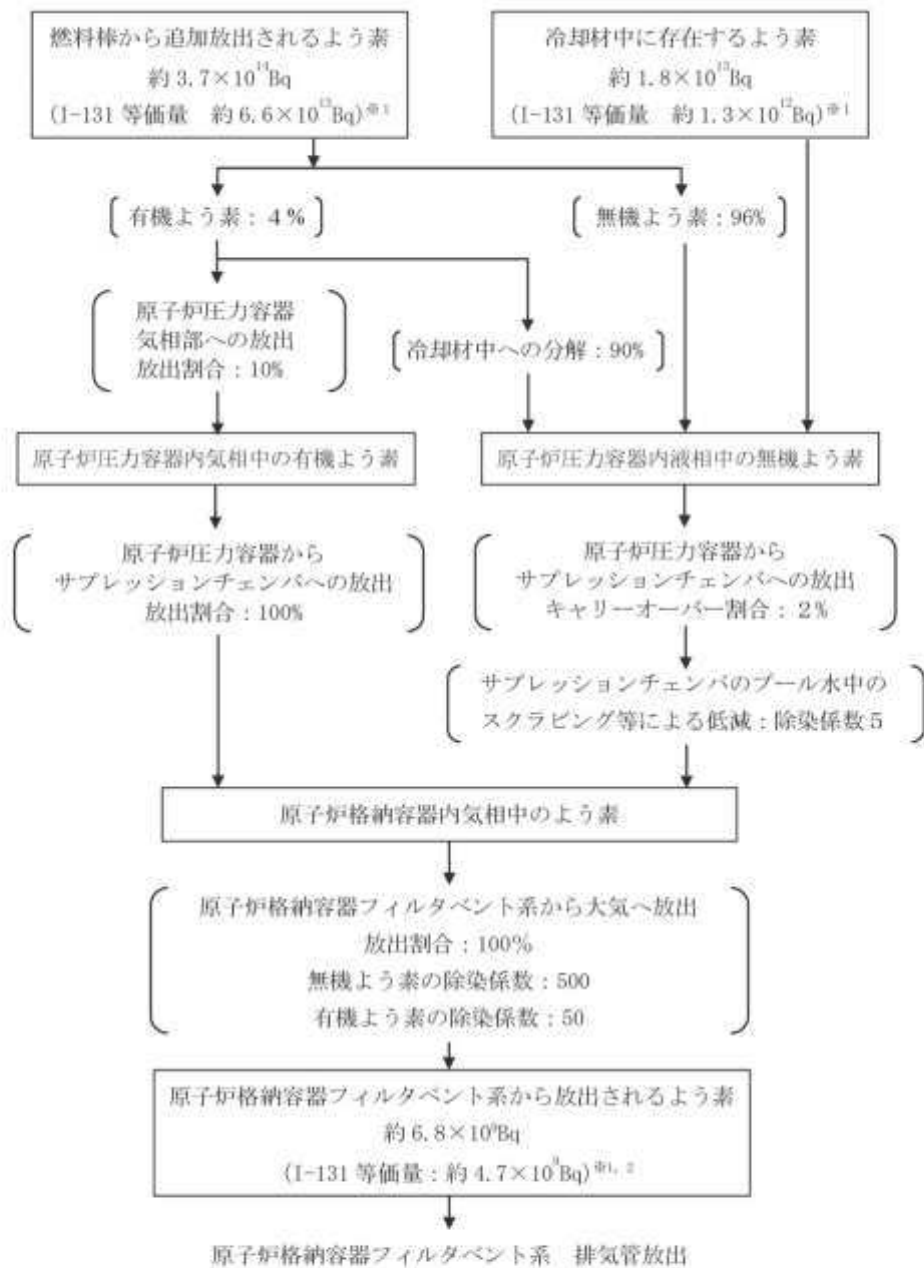 燃料棒から追加放出されるよう素
約3.7×10¹⁴Bq
(I-131 等価量　約6.6×10¹³Bq)※1
冷却材中に存在するよう素
約1.8×10¹³Bq
(I-131 等価量　約1.3×10¹²Bq)※1
有機よう素：４%
無機よう素：96%
原子炉圧力容器
気相部への放出
放出割合：10%
冷却材中への分解：90%
原子炉圧力容器内気相中の有機よう素
原子炉圧力容器内液相中の無機よう素
原子炉圧力容器から
サプレッションチェンバへの放出
放出割合：100%
原子炉圧力容器から
サプレッションチェンバへの放出
キャリーオーバー割合：２%
サプレッションチェンバのプール水中の
スクラビング等による低減：除染係数５
原子炉格納容器内気相中のよう素
原子炉格納容器フィルタベント系から大気へ放出
放出割合：100%
無機よう素の除染係数：500
有機よう素の除染係数：50
原子炉格納容器フィルタベント系から放出されるよう素
約6.8×10⁹Bq
(I-131 等価量：約4.7×10⁹Bq)※1, 2
原子炉格納容器フィルタベント系　排気管放出